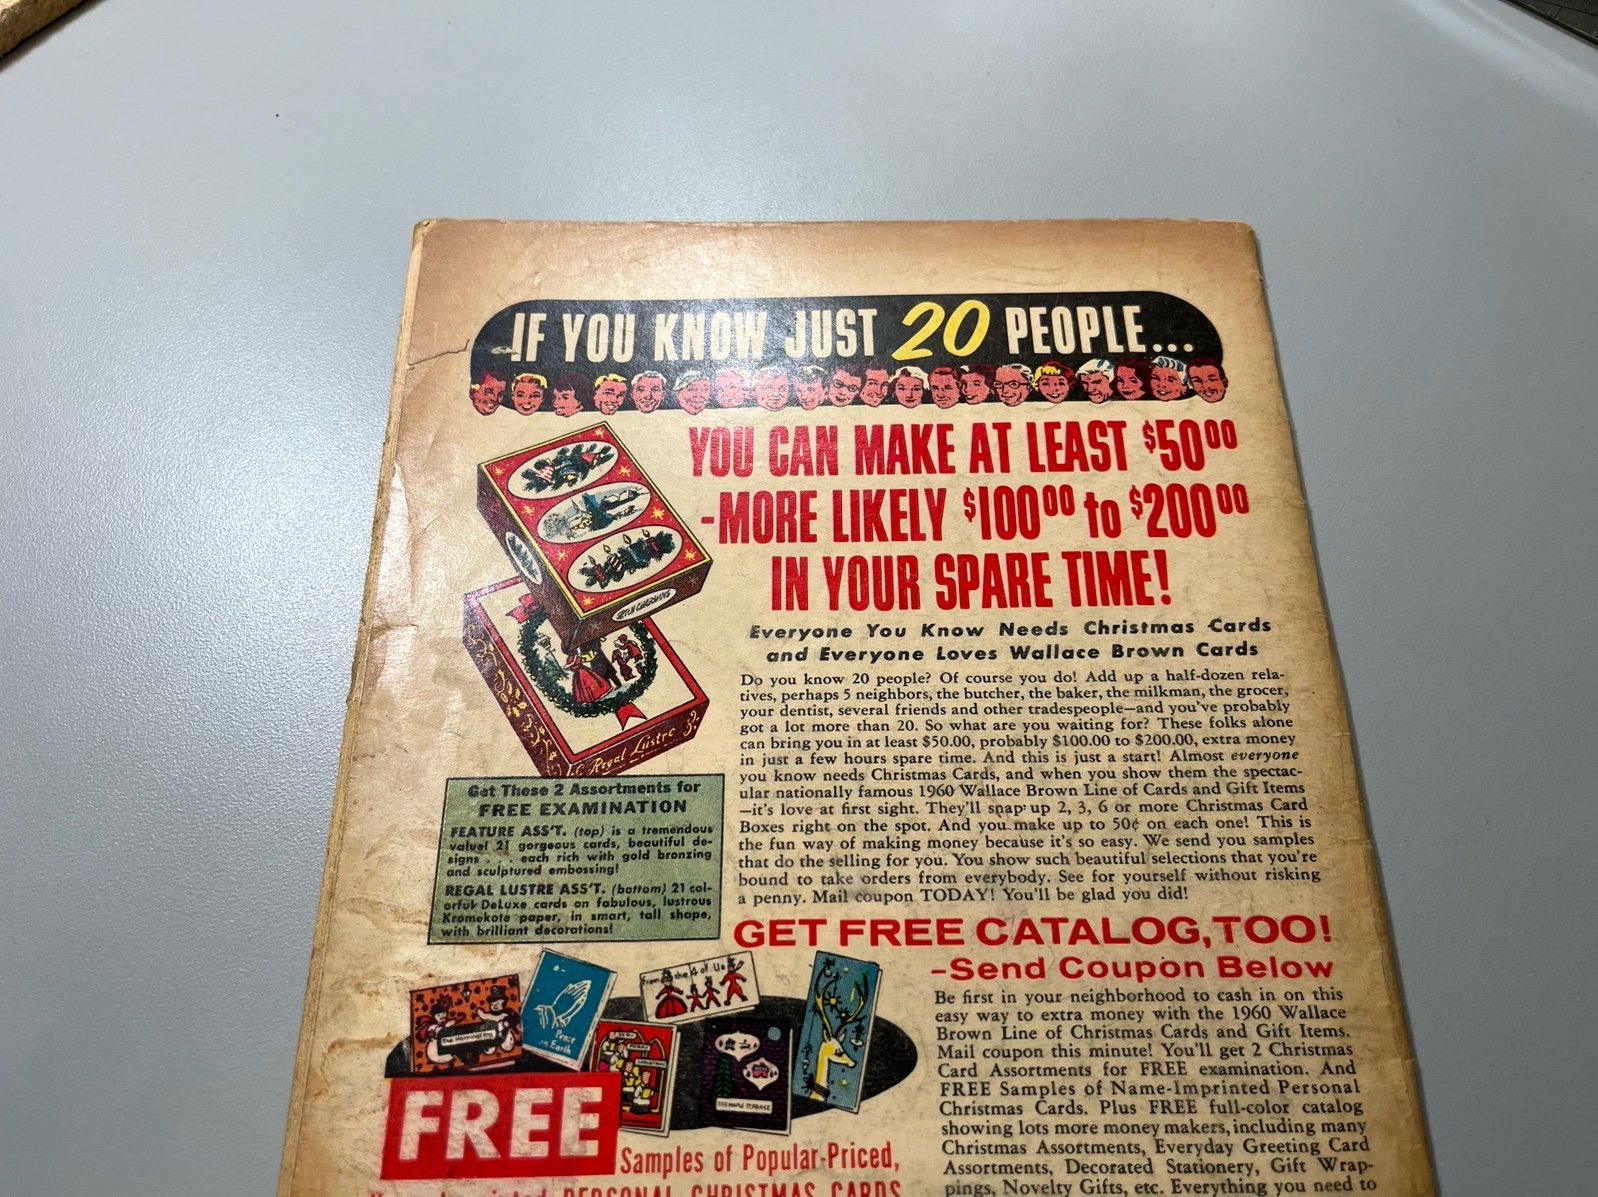 IF YOU KNOW JUST 20 PEOPLE...
YOU CAN MAKE AT LEAST $50.00
-MORE LIKELY $100.00 to $200.00
IN YOUR SPARE TIME!
Everyone You Know Needs Christmas Cards
and Everyone Loves Wallace Brown Cards
Do you know 20 people? Of course you do! Add up a half-dozen rela-
tives, perhaps 5 neighbors, the butcher, the baker, the milkman, the grocer,
your dentist, several friends and other tradespeople—and you've probably
got a lot more than 20. So what are you waiting for? These folks alone
can bring you in at least $50.00, probably $100.00 to $200.00, extra money
in just a few hours spare time. And this is just a start! Almost everyone
you know needs Christmas Cards, and when you show them the spectac-
ular nationally famous 1960 Wallace Brown Line of Cards and Gift Items
—it's love at first sight. They'll snap up 2, 3, 6 or more Christmas Card
Boxes right on the spot. And you make up to 50¢ on each one! This is
the fun way of making money because it's so easy. We send you samples
that do the selling for you. You show such beautiful selections that you're
bound to take orders from everybody. See for yourself without risking
a penny. Mail coupon TODAY! You'll be glad you did!
Regal Lustre
Get These 2 Assortments for
FREE EXAMINATION
FEATURE ASS'T. (top) is a tremendous
value! 21 gorgeous cards, beautiful de-
signs . . . each rich with gold bronzing
and sculptured embossing!
REGAL LUSTRE ASS'T. (bottom) 21 col-
orful DeLuxe cards on fabulous, lustrous
Kromekote paper, in smart, tall shape,
with brilliant decorations!
GET FREE CATALOG, TOO!
-Send Coupon Below
Be first in your neighborhood to cash in on this
easy way to extra money with the 1960 Wallace
Brown Line of Christmas Cards and Gift Items.
Mail coupon this minute! You'll get 2 Christmas
Card Assortments for FREE examination. And
FREE Samples of Name-Imprinted Personal
Christmas Cards. Plus FREE full-color catalog
showing lots more money makers, including many
Christmas Assortments, Everyday Greeting Card
Assortments, Decorated Stationery, Gift Wrap-
pings, Novelty Gifts, etc. Everything you need to
Peace
on Earth
from the 4 of Us
MERRY
CHRISTMAS
FREE
Samples of Popular-Priced,
PERSONAL CHRISTMAS CARDS